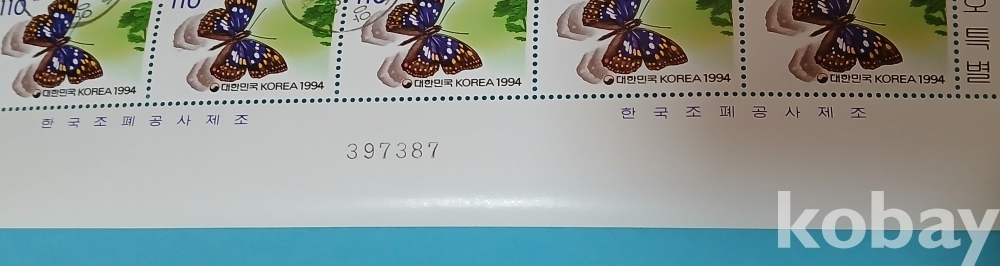 110 110 110
대한민국 KOREA 1994 대한민국 KOREA 1994 대한민국 KOREA 1994 대한민국 KOREA 1994 대한민국 KOREA 1994
특별
한국조폐공사제조 한국조폐공사제조
397387
kobay